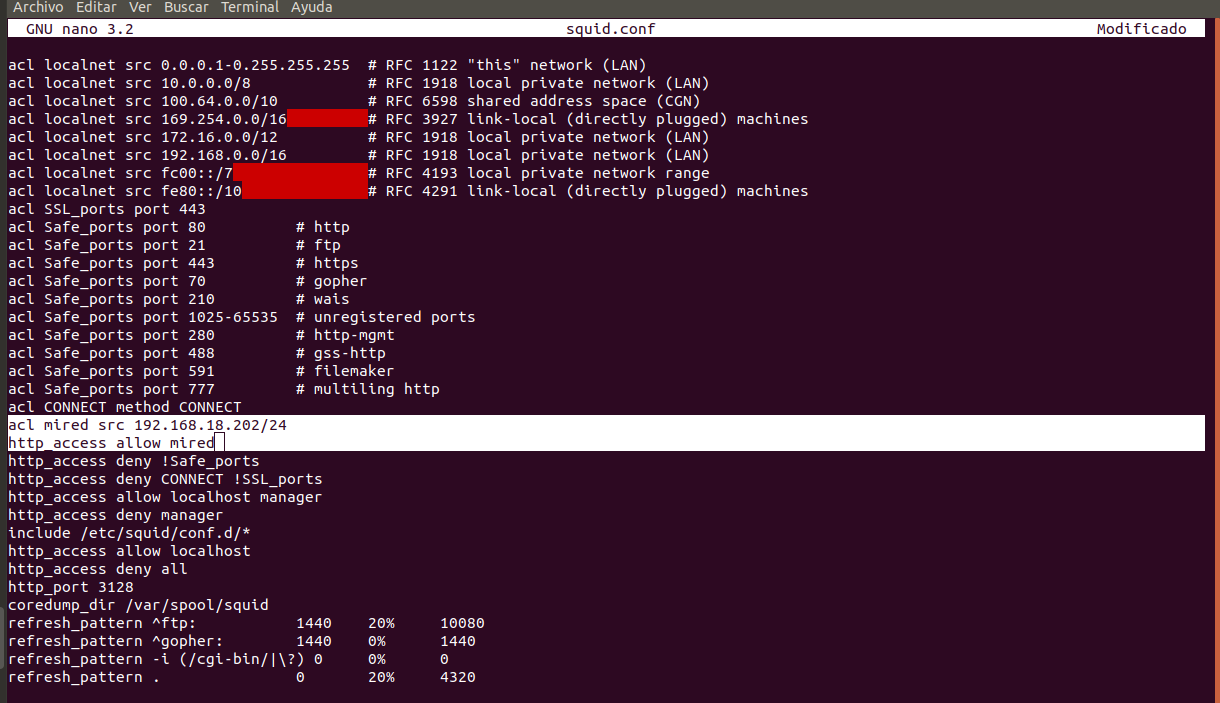 Archivo Editar Ver Buscar Terminal Ayuda
GNU nano 3.2 squid.conf Modificado
acl localnet src 0.0.0.1-0.255.255.255 # RFC 1122 "this" network (LAN)
acl localnet src 10.0.0.0/8 # RFC 1918 local private network (LAN)
acl localnet src 100.64.0.0/10 # RFC 6598 shared address space (CGN)
acl localnet src 169.254.0.0/16 # RFC 3927 link-local (directly plugged) machines
acl localnet src 172.16.0.0/12 # RFC 1918 local private network (LAN)
acl localnet src 192.168.0.0/16 # RFC 1918 local private network (LAN)
acl localnet src fc00::/7 # RFC 4193 local private network range
acl localnet src fe80::/10 # RFC 4291 link-local (directly plugged) machines
acl SSL_ports port 443
acl Safe_ports port 80 # http
acl Safe_ports port 21 # ftp
acl Safe_ports port 443 # https
acl Safe_ports port 70 # gopher
acl Safe_ports port 210 # wais
acl Safe_ports port 1025-65535 # unregistered ports
acl Safe_ports port 280 # http-mgmt
acl Safe_ports port 488 # gss-http
acl Safe_ports port 591 # filemaker
acl Safe_ports port 777 # multiling http
acl CONNECT method CONNECT
acl mired src 192.168.18.202/24
http_access allow mired
http_access deny !Safe_ports
http_access deny CONNECT !SSL_ports
http_access allow localhost manager
http_access deny manager
include /etc/squid/conf.d/*
http_access allow localhost
http_access deny all
http_port 3128
coredump_dir /var/spool/squid
refresh_pattern ^ftp: 1440 20% 10080
refresh_pattern ^gopher: 1440 0% 1440
refresh_pattern -i (/cgi-bin/|\?) 0 0% 0
refresh_pattern . 0 20% 4320